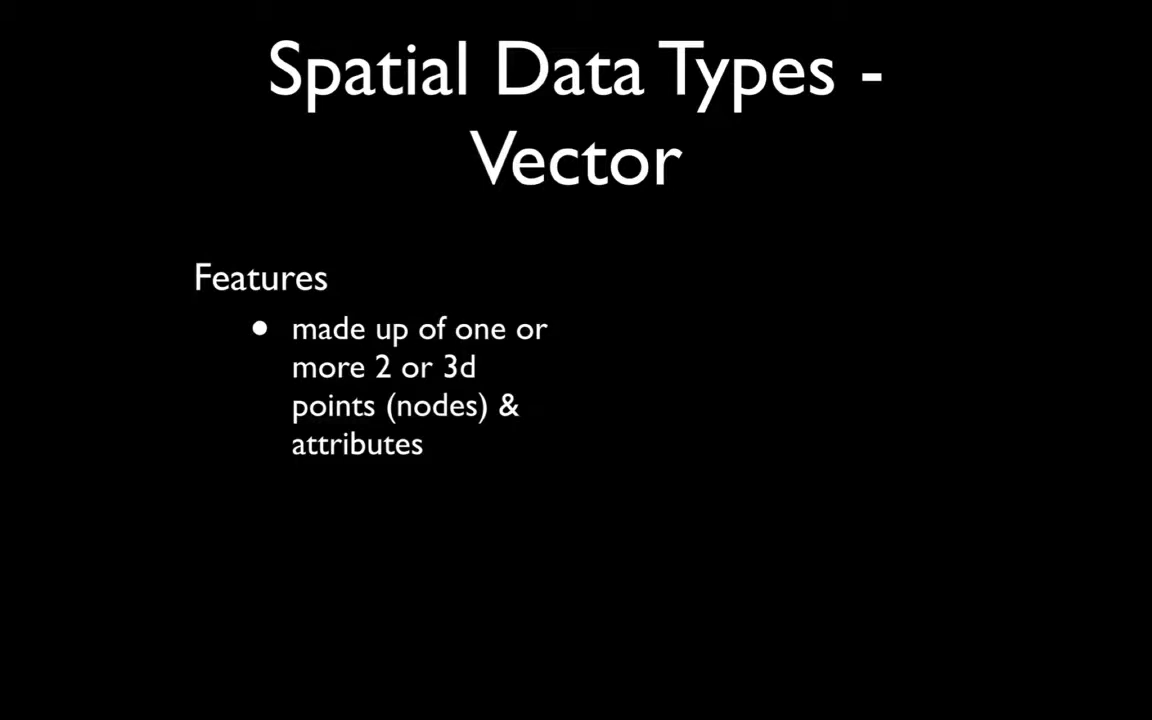 Spatial Data Types -
Vector
Features
• made up of one or
more 2 or 3d
points (nodes) &
attributes